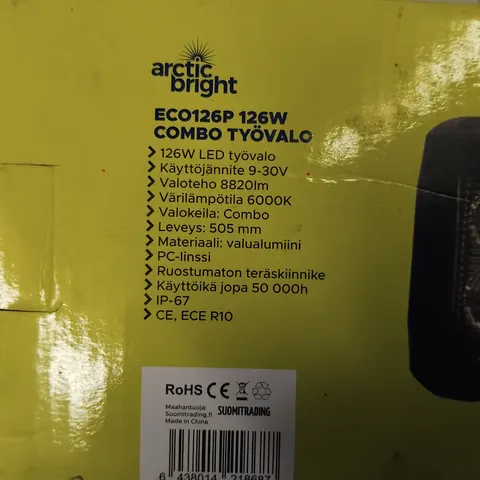 arctic
bright
ECO126P 126W
COMBO TYÖVALO
126W LED työvalo
Käyttöjännite 9-30V
Valoteho 8820lm
Värilämpötila 6000K
Valokeila: Combo
Leveys: 505 mm
Materiaali: valualumiini
PC-linssi
Ruostumaton teräskiinnike
Käyttöikä jopa 50 000h
IP-67
CE, ECE R10
RoHS CE
Maahantuoja:
Suomitrading.fi SUOMITRADING
Made in China
6 438014 218687